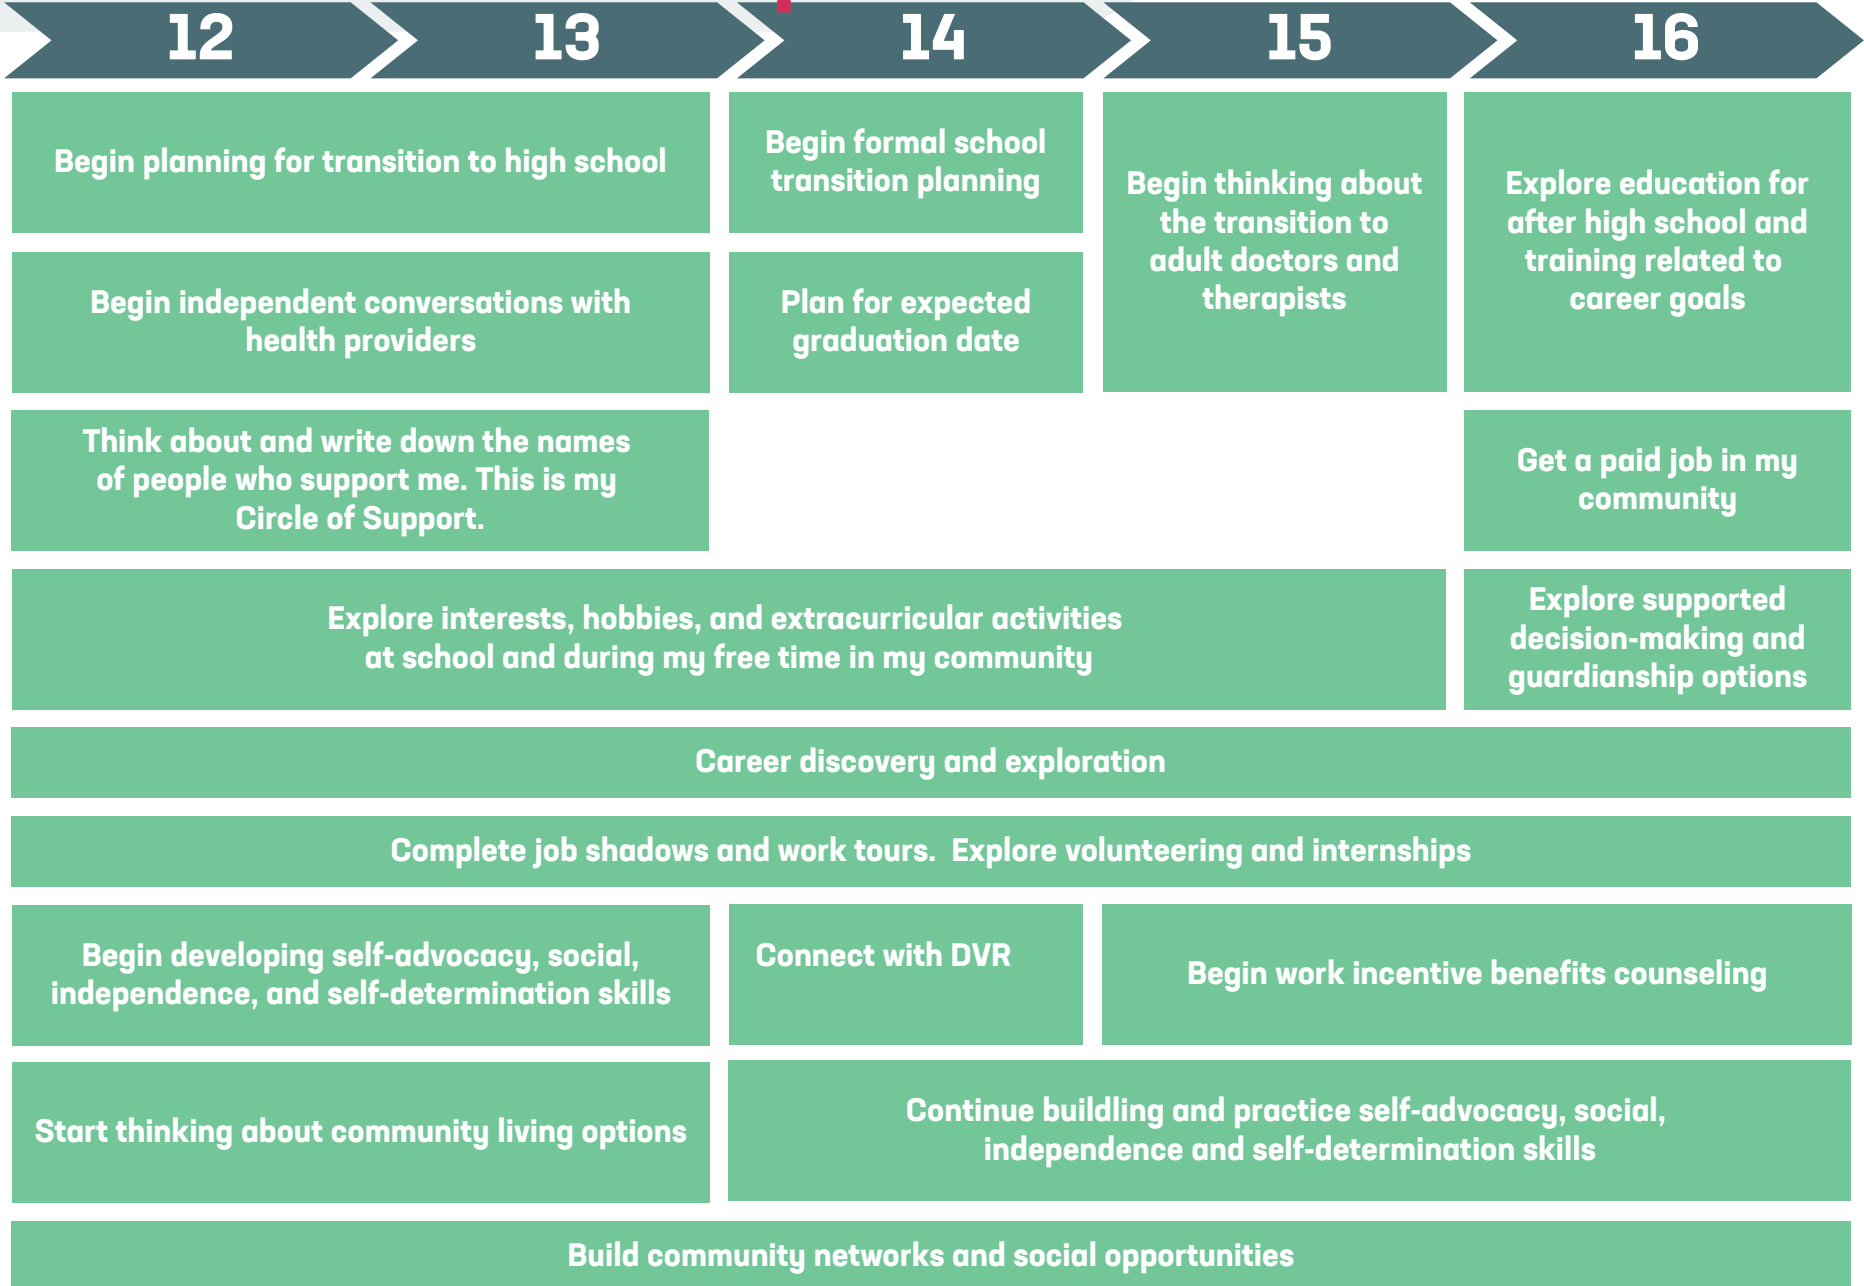 12
13
14
15
16
Begin planning for transition to high school
Begin formal school
transition planning
Begin thinking about
the transition to
adult doctors and
therapists
Explore education for
after high school and
training related to
career goals
Begin independent conversations with
health providers
Plan for expected
graduation date
Think about and write down the names
of people who support me. This is my
Circle of Support.
Get a paid job in my
community
Explore interests, hobbies, and extracurricular activities
at school and during my free time in my community
Explore supported
decision-making and
guardianship options
Career discovery and exploration
Complete job shadows and work tours.  Explore volunteering and internships
Begin developing self-advocacy, social,
independence, and self-determination skills
Connect with DVR
Begin work incentive benefits counseling
Start thinking about community living options
Continue buildling and practice self-advocacy, social,
independence and self-determination skills
Build community networks and social opportunities